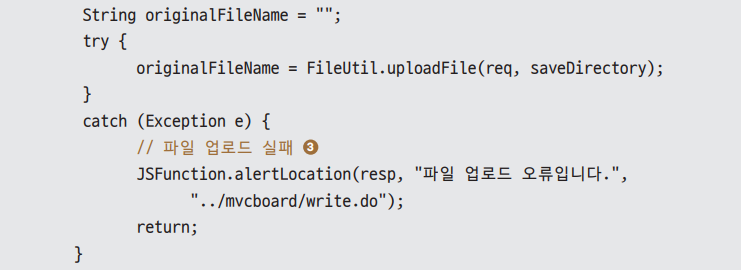 String originalFileName = "";
try {
originalFileName = FileUtil.uploadFile(req, saveDirectory);
}
catch (Exception e) {
// 파일 업로드 실패 ❸
JSFunction.alertLocation(resp, "파일 업로드 오류입니다.",
"../mvcboard/write.do");
return;
}